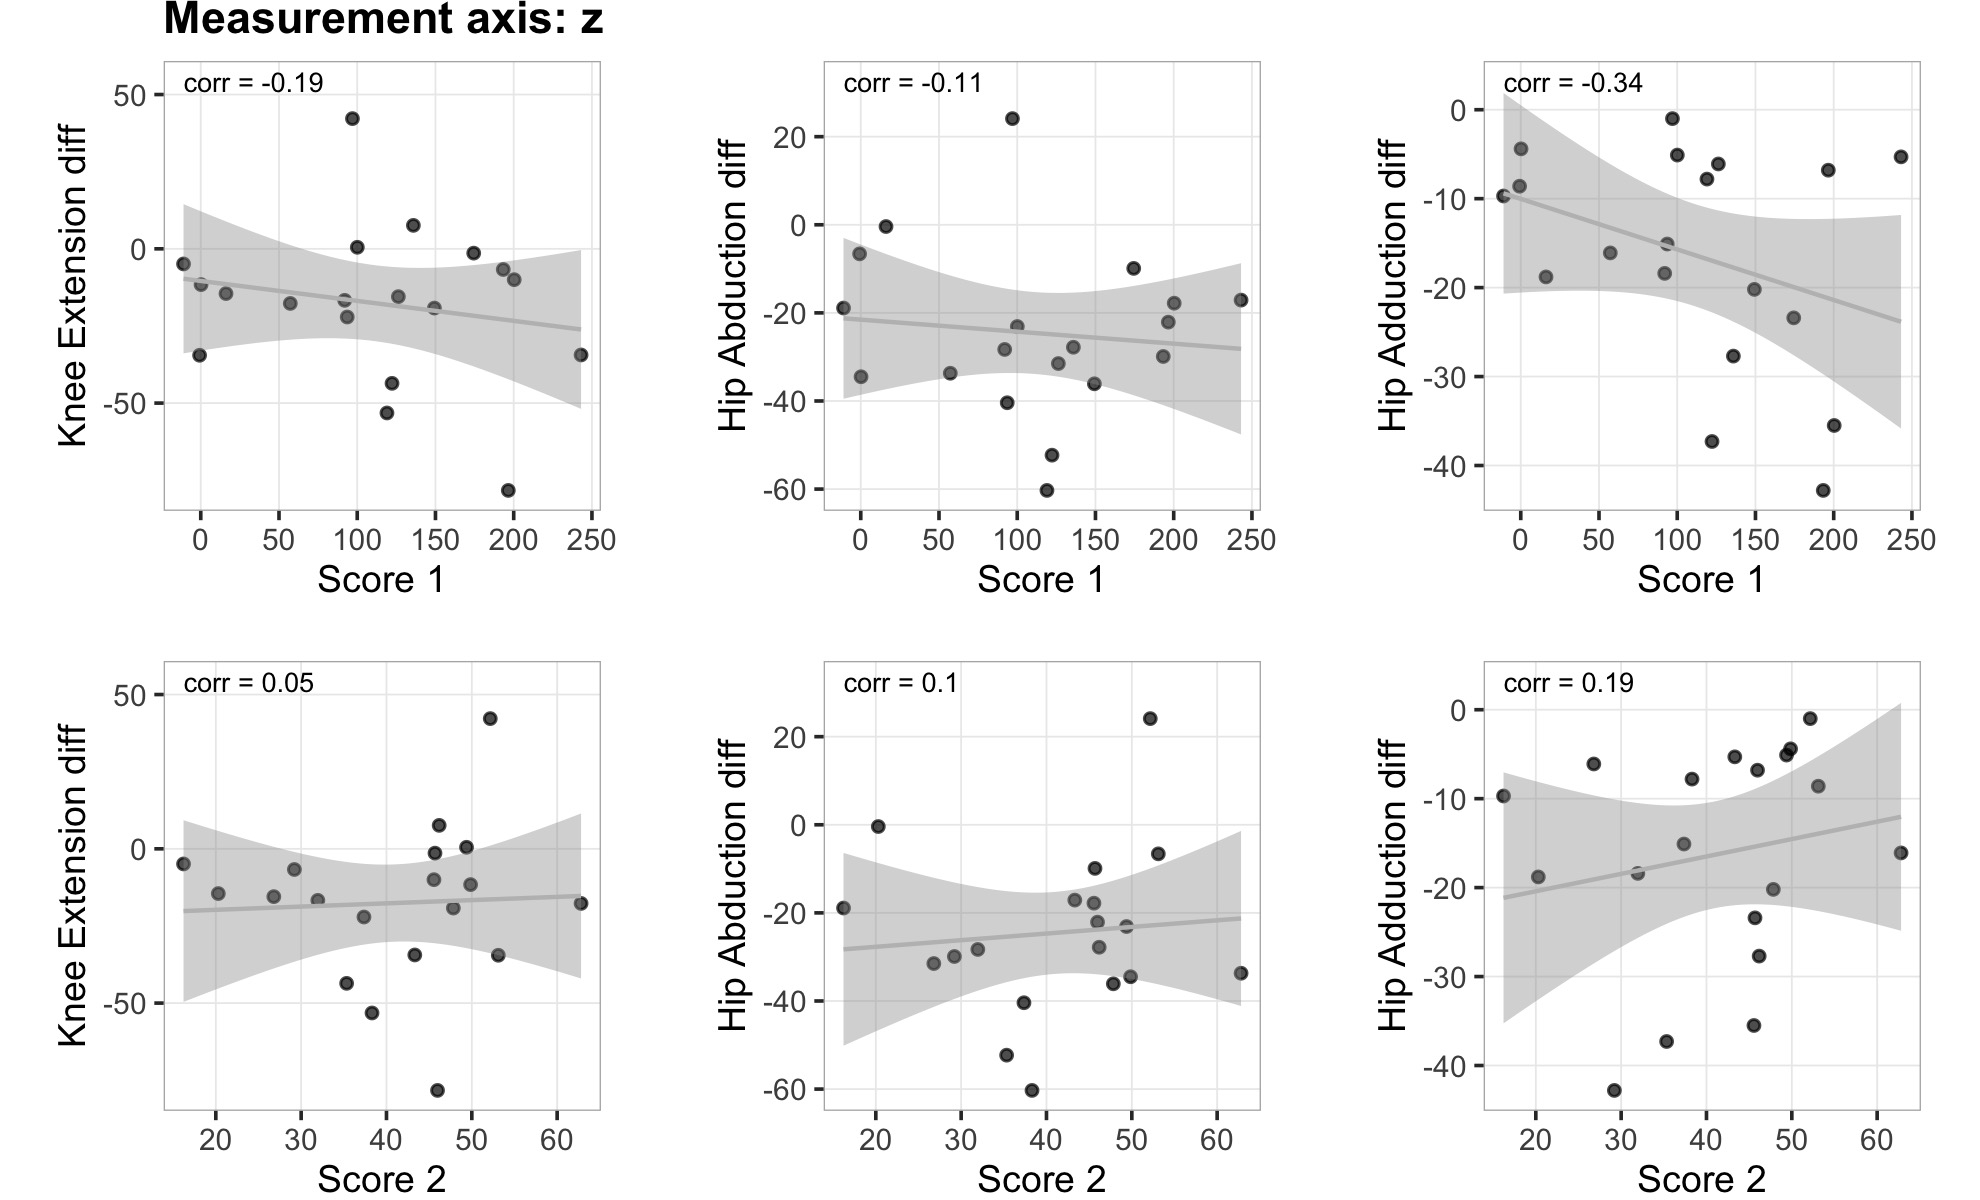 Measurement axis: z
corr = -0.19
Knee Extension diff
50
0
-50
0 50 100 150 200 250
Score 1
corr = -0.11
Hip Abduction diff
20
0
-20
-40
-60
0 50 100 150 200 250
Score 1
corr = -0.34
Hip Adduction diff
0
-10
-20
-30
-40
0 50 100 150 200 250
Score 1
corr = 0.05
Knee Extension diff
50
0
-50
20 30 40 50 60
Score 2
corr = 0.1
Hip Abduction diff
20
0
-20
-40
-60
20 30 40 50 60
Score 2
corr = 0.19
Hip Adduction diff
0
-10
-20
-30
-40
20 30 40 50 60
Score 2